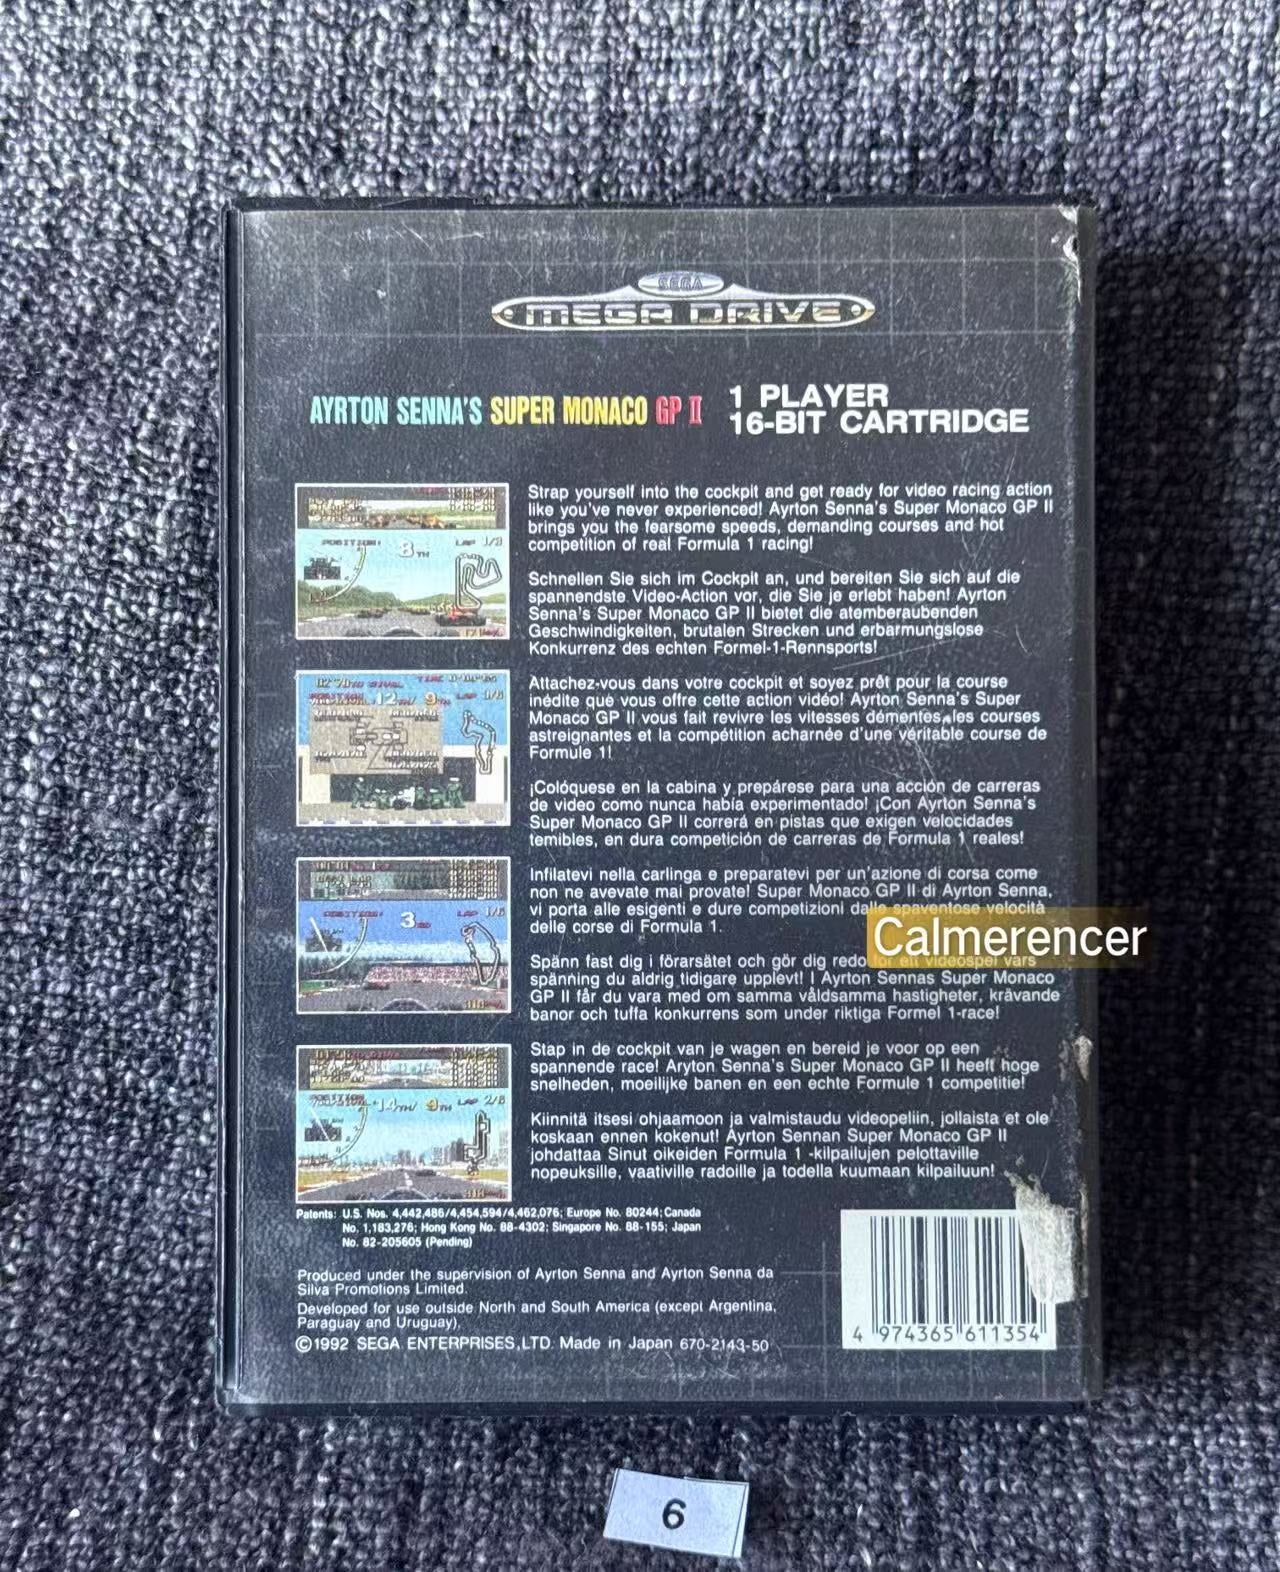 SEGA
MEGA DRIVE
AYRTON SENNA'S SUPER MONACO GP II
1 PLAYER
16-BIT CARTRIDGE
Strap yourself into the cockpit and get ready for video racing action
like you've never experienced! Ayrton Senna's Super Monaco GP II
brings you the fearsome speeds, demanding courses and hot
competition of real Formula 1 racing!
POSITION: 8TH LAP 1/3
Schnellen Sie sich im Cockpit an, und bereiten Sie sich auf die
spannendste Video-Action vor, die Sie je erlebt haben! Ayrton
Senna's Super Monaco GP II bietet die atemberaubenden
Geschwindigkeiten, brutalen Strecken und erbarmungslose
Konkurrenz des echten Formel-1-Rennsports!
12TH/ 9TH LAP
Attachez-vous dans votre cockpit et soyez prêt pour la course
inédite que vous offre cette action vidéo! Ayrton Senna's Super
Monaco GP II vous fait revivre les vitesses démentes, les courses
astreignantes et la compétition acharnée d'une véritable course de
Formule 1!
¡Colóquese en la cabina y prepárese para una acción de carreras
de video como nunca había experimentado! ¡Con Ayrton Senna's
Super Monaco GP II correrá en pistas que exigen velocidades
temibles, en dura competición de carreras de Formula 1 reales!
POSITION: 3RD LAP 1/6
Infilatevi nella carlinga e preparatevi per un'azione di corsa come
non ne avevate mai provate! Super Monaco GP II di Ayrton Senna,
vi porta alle esigenti e dure competizioni dalle spaventose velocità
delle corse di Formula 1.
Calmerencer
Spänn fast dig i förarsätet och gör dig redo för ett videospel vars
spänning du aldrig tidigare upplevt! I Ayrton Sennas Super Monaco
GP II får du vara med om samma våldsamma hastigheter, krävande
banor och tuffa konkurrens som under riktiga Formel 1-race!
POSITION 14TH/ 9TH LAP 2/6
Stap in de cockpit van je wagen en bereid je voor op een
spannende race! Aryton Senna's Super Monaco GP II heeft hoge
snelheden, moeilijke banen en een echte Formule 1 competitie!
Kiinnitä itsesi ohjaamoon ja valmistaudu videopeliin, jollaista et ole
koskaan ennen kokenut! Ayrton Sennan Super Monaco GP II
johdattaa Sinut oikeiden Formula 1 -kilpailujen pelottaville
nopeuksille, vaativille radoille ja todella kuumaan kilpailuun!
Patents: U.S. Nos. 4,442,486/4,454,594/4,462,076; Europe No. 80244; Canada
No. 1,183,276; Hong Kong No. 88-4302; Singapore No. 88-155; Japan
No. 82-205605 (Pending)
Produced under the supervision of Ayrton Senna and Ayrton Senna da
Silva Promotions Limited.
Developed for use outside North and South America (except Argentina,
Paraguay and Uruguay).
©1992 SEGA ENTERPRISES,LTD. Made in Japan 670-2143-50
4 974365 611354
6